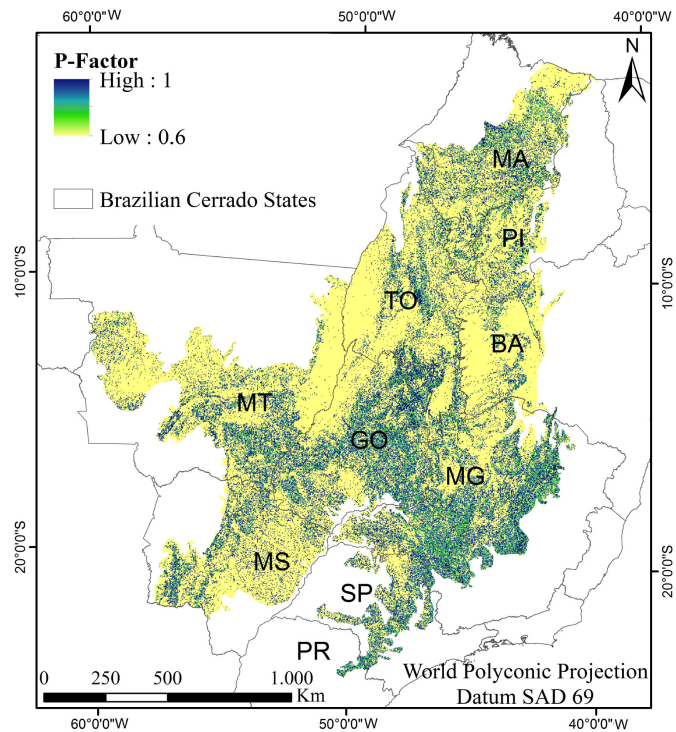 60°0'0"W
50°0'0"W
40°0'0"W
P-Factor
High : 1
Low : 0.6
Brazilian Cerrado States
N
MA
PI
10°0'0"S
10°0'0"S
TO
BA
MT
GO
MG
20°0'0"S
MS
20°0'0"S
SP
PR
World Polyconic Projection
Datum SAD 69
0 250 500 1.000
Km
60°0'0"W
50°0'0"W
40°0'0"W